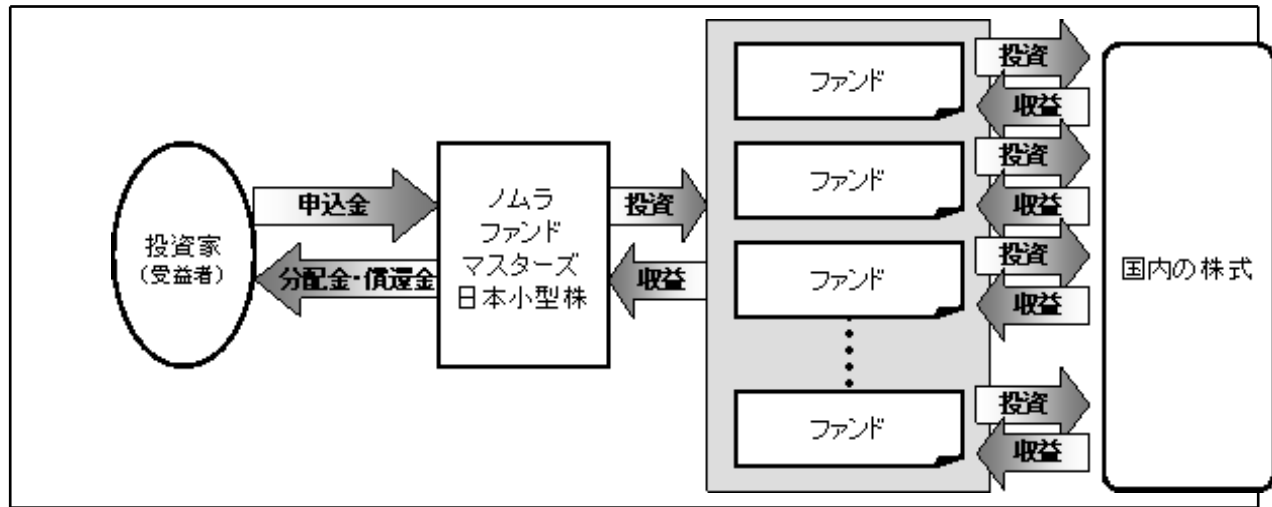 投資家
(受益者)
申込金
分配金・償還金
ノムラ
ファンド
マスターズ
日本小型株
投資
収益
ファンド
ファンド
ファンド
ファンド
投資
収益
投資
収益
投資
収益
投資
収益
国内の株式